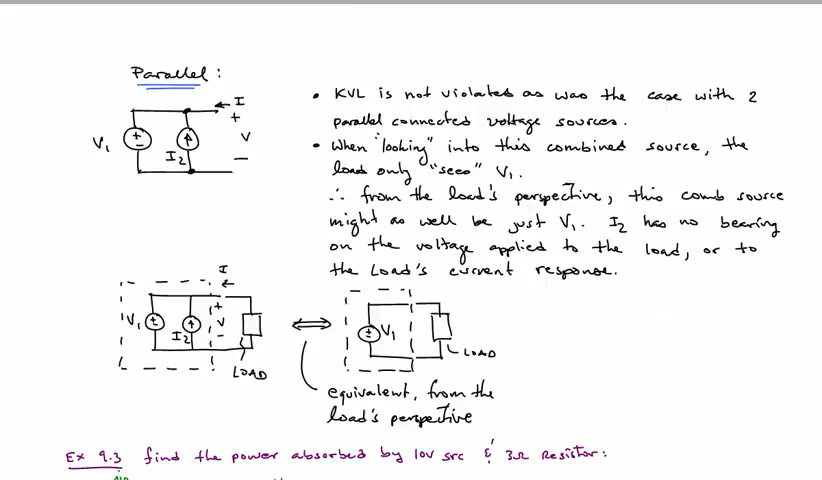 Parallel :
I
+
V1
+
-
I2
V
-
• KVL is not violated as was the case with 2
parallel connected voltage sources.
• When "looking" into this combined source, the
load only "sees" V1.
∴ from the load's perspective, this comb source
might as well be just V1. I2 has no bearing
on the voltage applied to the load, or to
the Load's current response.
I
V1
+
-
I2
+
V
-
LOAD
V1
+
-
LOAD
equivalent, from the
load's perspective
Ex 9.3 find the power absorbed by 10V src & 3Ω Resistor: